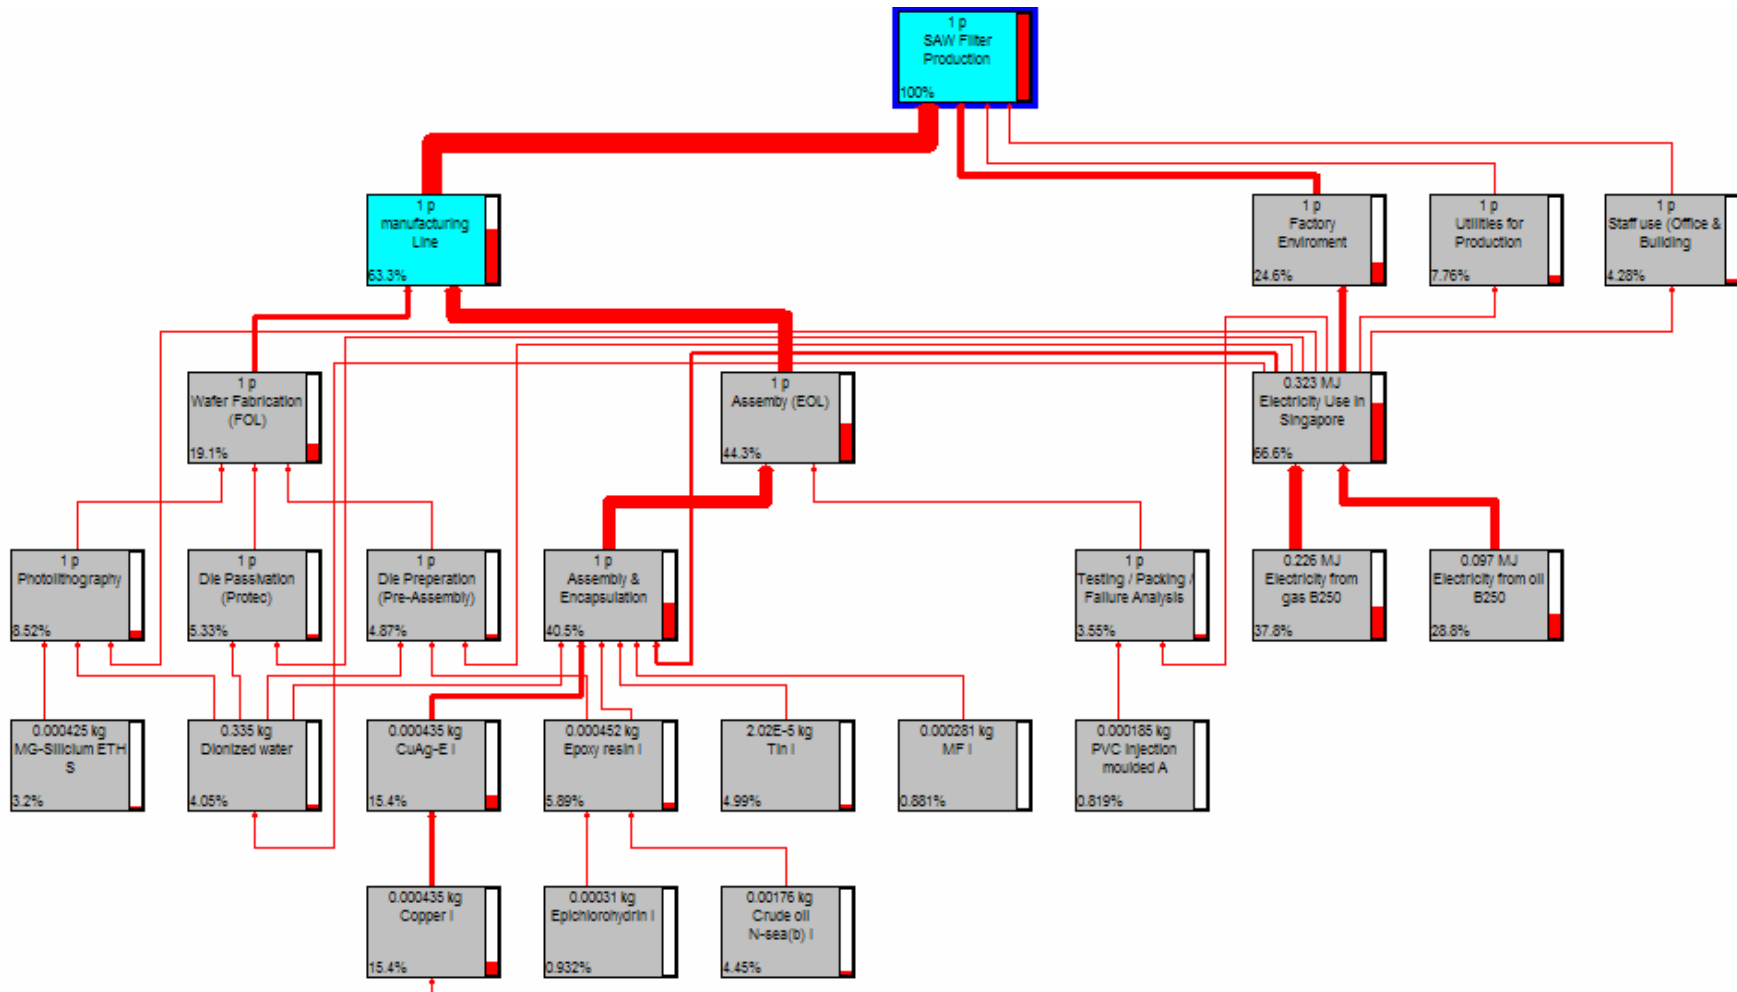 1 p
SAW Filter
Production
100%
1 p
manufacturing
Line
63.3%
1 p
Factory
Enviroment
24.6%
1 p
Utilities for
Production
7.76%
1 p
Staff use (Office &
Building
4.28%
1 p
Wafer Fabrication
(FOL)
19.1%
1 p
Assemby (EOL)
44.3%
0.323 MJ
Electricity Use in
Singapore
66.6%
1 p
Photolithography
8.52%
1 p
Die Passivation
(Protec)
5.33%
1 p
Die Preperation
(Pre-Assembly)
4.87%
1 p
Assembly &
Encapsulation
40.5%
1 p
Testing / Packing /
Failure Analysis
3.55%
0.226 MJ
Electricity from
gas B250
37.8%
0.097 MJ
Electricity from oil
B250
28.8%
0.000425 kg
MG-Silicium ETH
S
3.2%
0.335 kg
Dionized water
4.05%
0.000435 kg
CuAg-E I
15.4%
0.000452 kg
Epoxy resin I
5.89%
2.02E-5 kg
Tin I
4.99%
0.000281 kg
MF I
0.881%
0.000185 kg
PVC injection
moulded A
0.819%
0.000435 kg
Copper I
15.4%
0.00031 kg
Epichlorohydrin I
0.932%
0.00176 kg
Crude oil
N-sea(b) I
4.45%